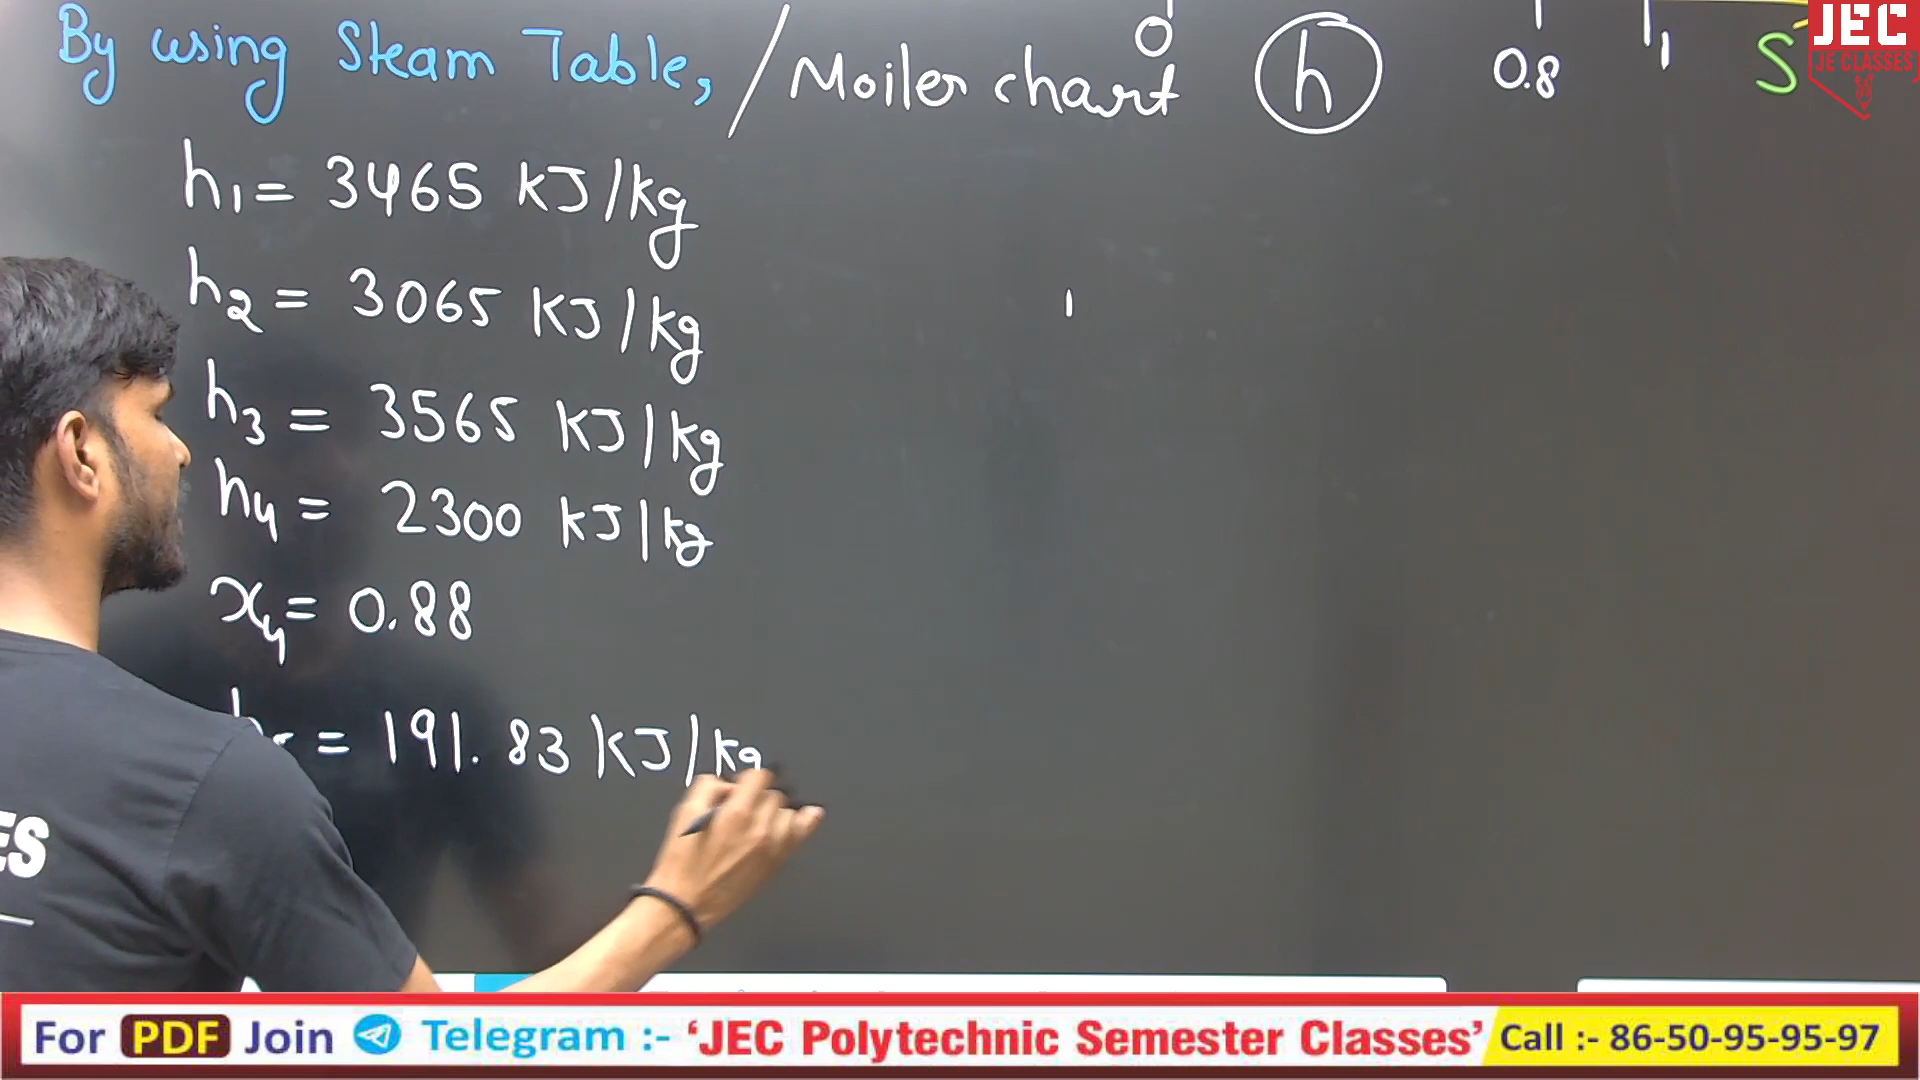 By using Steam Table, / Moiler chart
0
h
0.8
1
S
JEC
JE CLASSES
h1 = 3465 KJ/kg
h2 = 3065 KJ/kg
h3 = 3565 KJ/kg
h4 = 2300 KJ/kg
x4 = 0.88
= 191.83 KJ/kg
ES
For PDF Join Telegram :- ‘JEC Polytechnic Semester Classes’ Call :- 86-50-95-95-97